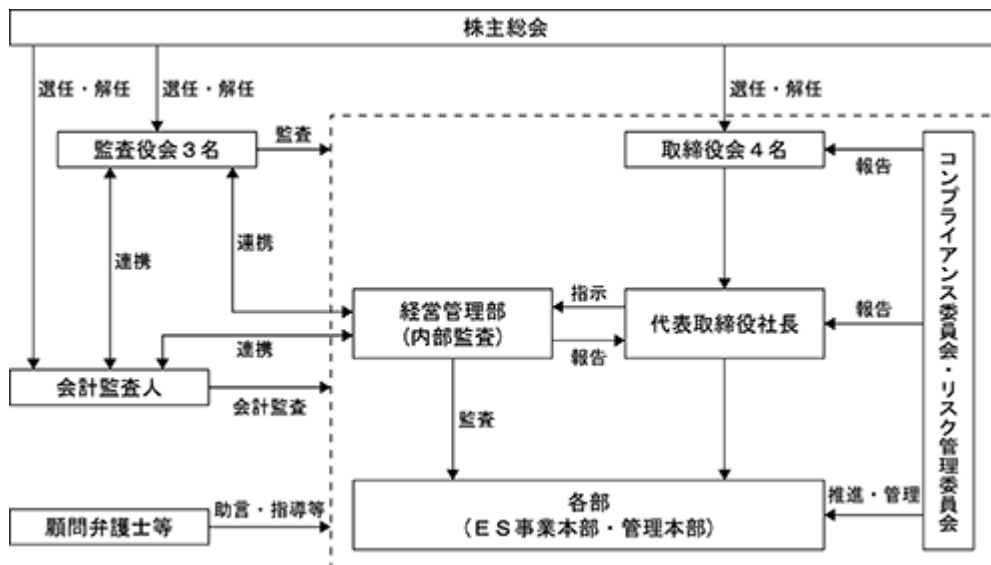 株主総会
選任・解任
選任・解任
選任・解任
監査役会3名
監査
取締役会4名
報告
コンプライアンス委員会・リスク管理委員会
連携
連携
経営管理部
(内部監査)
指示
報告
代表取締役社長
報告
連携
会計監査人
会計監査
監査
顧問弁護士等
助言・指導等
各部
(ES事業本部・管理本部)
推進・管理